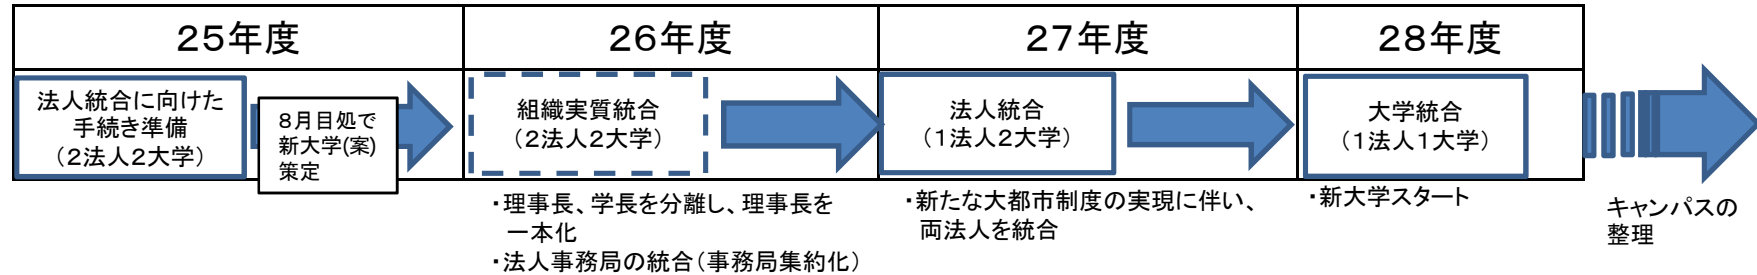 25年度
26年度
27年度
28年度
法人統合に向けた
手続き準備
(2法人2大学)
8月目処で
新大学(案)
策定
組織実質統合
(2法人2大学)
法人統合
(1法人2大学)
大学統合
(1法人1大学)
・理事長、学長を分離し、理事長を
一本化
・法人事務局の統合(事務局集約化)
・新たな大都市制度の実現に伴い、
両法人を統合
・新大学スタート
キャンパスの
整理